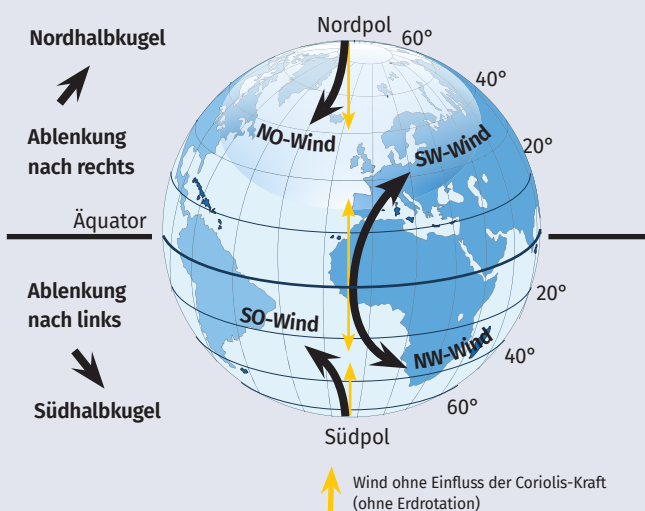 Nordpol
Nordhalbkugel
60°
40°
NO-Wind
SW-Wind
Ablenkung
nach rechts
20°
Äquator
Ablenkung
nach links
20°
SO-Wind
NW-Wind
40°
Südhalbkugel
60°
Südpol
Wind ohne Einfluss der Coriolis-Kraft
(ohne Erdrotation)